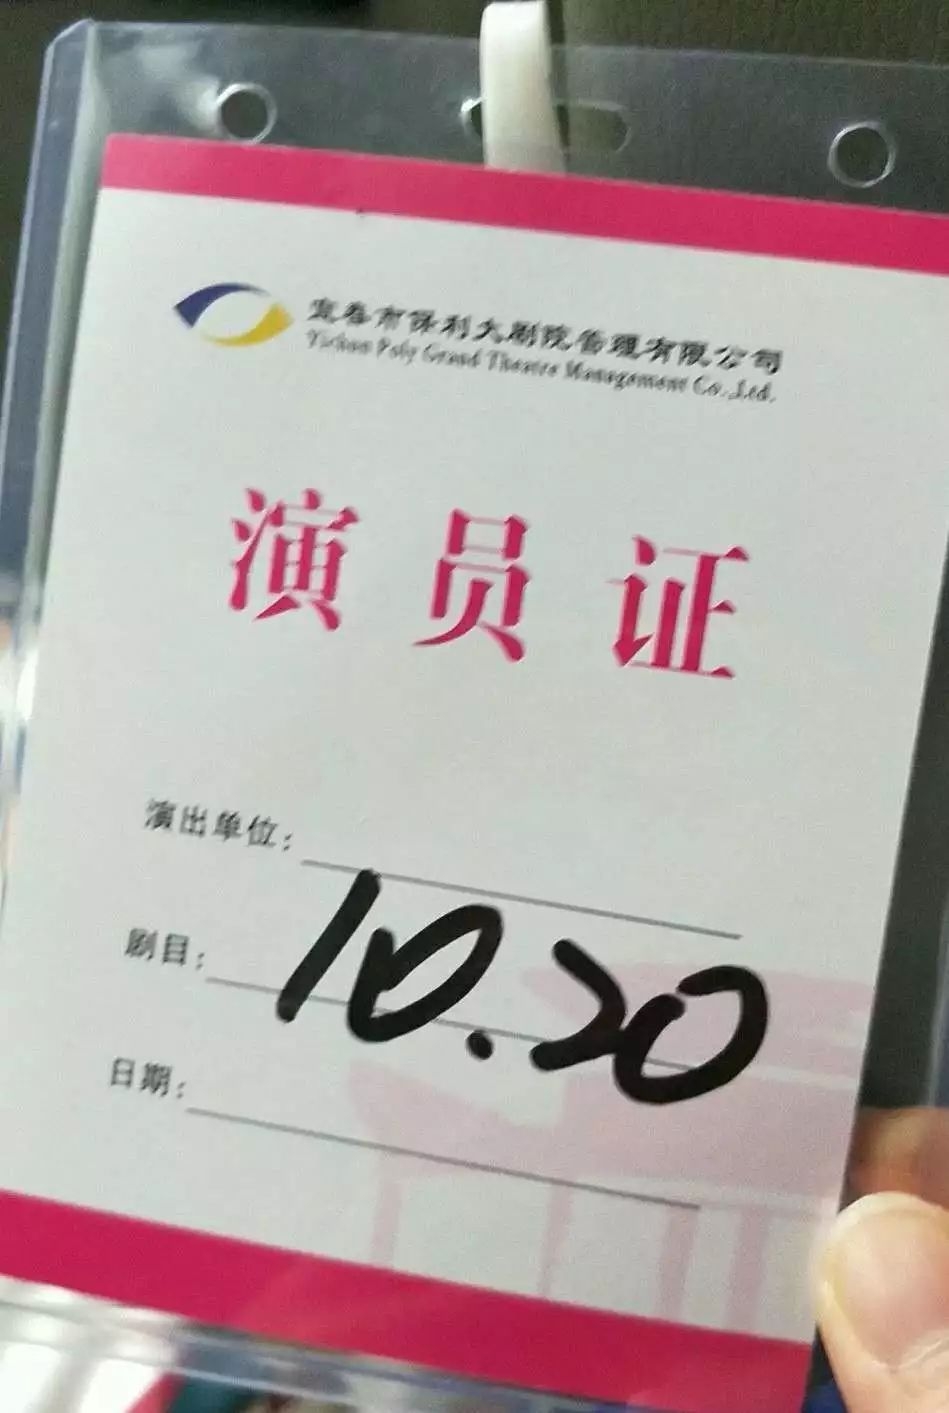 宜春市保利大剧院管理有限公司
Yichun Poly Grand Theatre Management Co.,Ltd.
演员证
演出单位：
剧目：
10.20
日期：